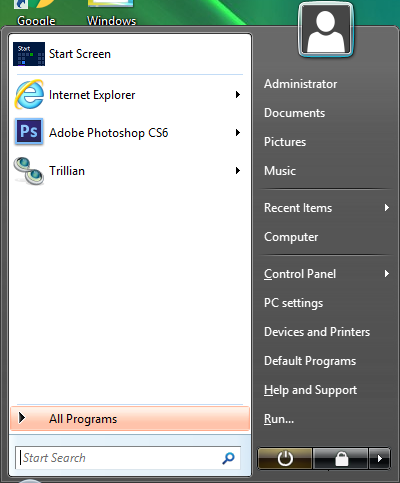 Google
Windows
Start
Start Screen
Internet Explorer
Ps
Adobe Photoshop CS6
Trillian
All Programs
Start Search
Administrator
Documents
Pictures
Music
Recent Items
Computer
Control Panel
PC settings
Devices and Printers
Default Programs
Help and Support
Run...